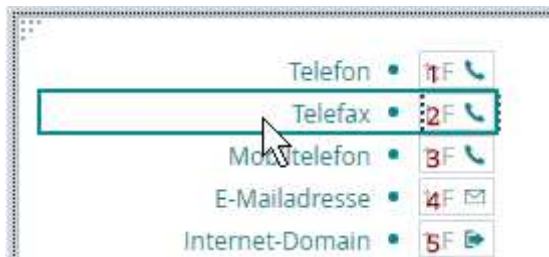 Telefon • 1F
Telefax • 2F
Mobiltelefon • 3F
E-Mailadresse • 4F
Internet-Domain • 5F